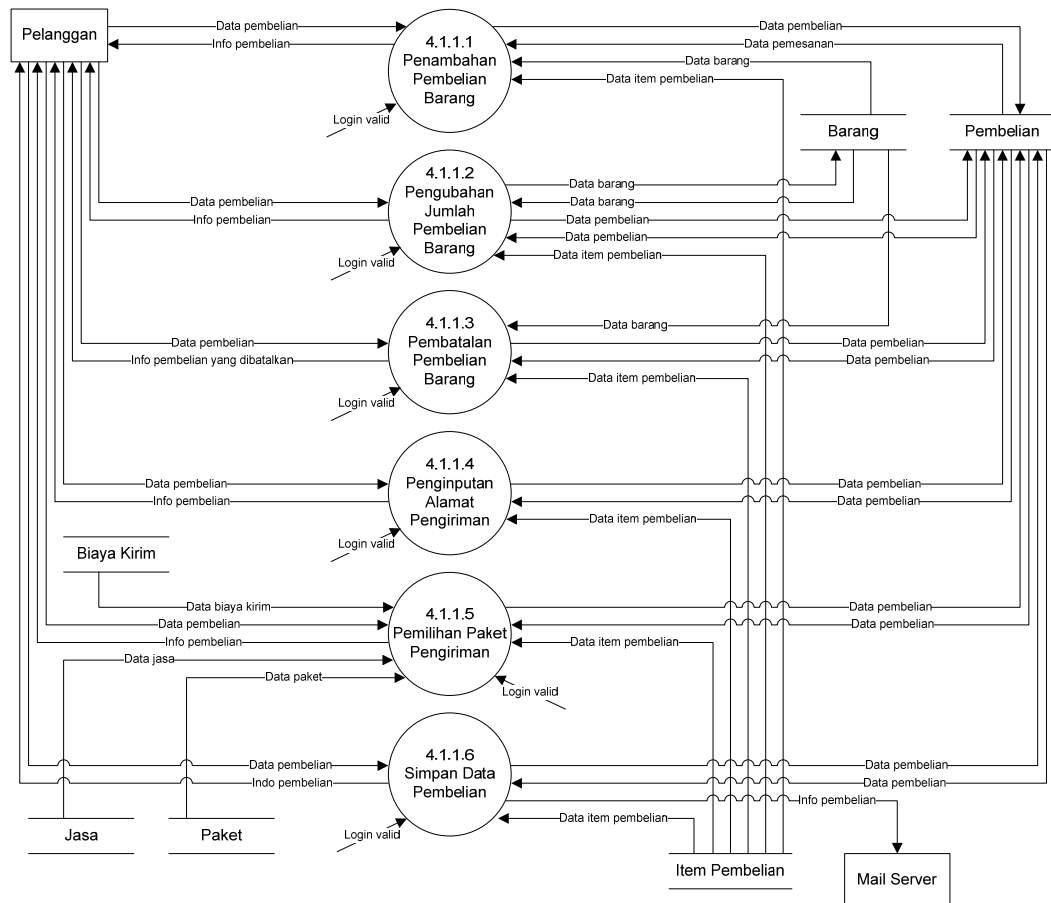 Pelanggan
Data pembelian
Info pembelian
4.1.1.1
Penambahan
Pembelian
Barang
Login valid
Data pembelian
Data pemesanan
Data barang
Data item pembelian
Barang
Pembelian
4.1.1.2
Pengubahan
Jumlah
Pembelian
Barang
Data pembelian
Info pembelian
Login valid
Data barang
Data barang
Data pembelian
Data pembelian
Data item pembelian
4.1.1.3
Pembatalan
Pembelian
Barang
Data pembelian
Info pembelian yang dibatalkan
Login valid
Data barang
Data pembelian
Data pembelian
Data item pembelian
4.1.1.4
Penginputan
Alamat
Pengiriman
Data pembelian
Info pembelian
Login valid
Data pembelian
Data pembelian
Data item pembelian
Biaya Kirim
Data biaya kirim
Data pembelian
Info pembelian
Data jasa
Data paket
4.1.1.5
Pemilihan Paket
Pengiriman
Login valid
Data pembelian
Data pembelian
Data item pembelian
4.1.1.6
Simpan Data
Pembelian
Data pembelian
Indo pembelian
Login valid
Data pembelian
Data pembelian
Info pembelian
Data item pembelian
Jasa
Paket
Item Pembelian
Mail Server